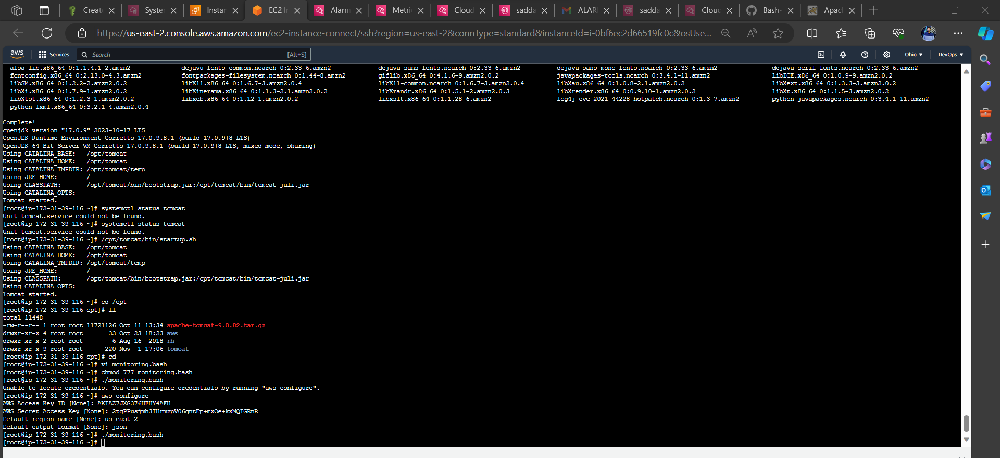 Create
Syste
Instan
EC2 In
Alarm
Metri
Cloud
sadda
ALAR
sadda
Cloud
Bash-
Apac
https://us-east-2.console.aws.amazon.com/ec2-instance-connect/ssh?region=us-east-2&connType=standard&instanceId=i-0bf6ec2d66519fc0c&osUse...
aws
Services
Search
[Alt+S]
Ohio
DevOps
alsa-lib.x86_64 0:1.1.4.1-2.amzn2 dejavu-fonts-common.noarch 0:2.33-6.amzn2 dejavu-sans-fonts.noarch 0:2.33-6.amzn2 dejavu-sans-mono-fonts.noarch 0:2.33-6.amzn2 dejavu-serif-fonts.noarch 0:2.33-6.amzn2
fontconfig.x86_64 0:2.13.0-4.3.amzn2 fontpackages-filesystem.noarch 0:1.44-8.amzn2 giflib.x86_64 0:4.1.6-9.amzn2.0.2 javapackages-tools.noarch 0:3.4.1-11.amzn2 libICE.x86_64 0:1.0.9-9.amzn2.0.2
libSM.x86_64 0:1.2.2-2.amzn2.0.2 libX11.x86_64 0:1.6.7-3.amzn2.0.4 libX11-common.noarch 0:1.6.7-3.amzn2.0.4 libXau.x86_64 0:1.0.8-2.1.amzn2.0.2 libXext.x86_64 0:1.3.3-3.amzn2.0.2
libXi.x86_64 0:1.7.9-1.amzn2.0.2 libXinerama.x86_64 0:1.1.3-2.1.amzn2.0.2 libXrandr.x86_64 0:1.5.1-2.amzn2.0.3 libXrender.x86_64 0:0.9.10-1.amzn2.0.2 libXt.x86_64 0:1.1.5-3.amzn2.0.2
libXtst.x86_64 0:1.2.3-1.amzn2.0.2 libxcb.x86_64 0:1.12-1.amzn2.0.2 libxslt.x86_64 0:1.1.28-6.amzn2 log4j-cve-2021-44228-hotpatch.noarch 0:1.3-7.amzn2 python-javapackages.noarch 0:3.4.1-11.amzn2
python-lxml.x86_64 0:3.2.1-4.amzn2.0.4
Complete!
openjdk version "17.0.9" 2023-10-17 LTS
OpenJDK Runtime Environment Corretto-17.0.9.8.1 (build 17.0.9+8-LTS)
OpenJDK 64-Bit Server VM Corretto-17.0.9.8.1 (build 17.0.9+8-LTS, mixed mode, sharing)
Using CATALINA_BASE: /opt/tomcat
Using CATALINA_HOME: /opt/tomcat
Using CATALINA_TMPDIR: /opt/tomcat/temp
Using JRE_HOME: /
Using CLASSPATH: /opt/tomcat/bin/bootstrap.jar:/opt/tomcat/bin/tomcat-juli.jar
Using CATALINA_OPTS:
Tomcat started.
[root@ip-172-31-39-116 ~]# systemctl status tomcat
Unit tomcat.service could not be found.
[root@ip-172-31-39-116 ~]# systemctl status tomcat
Unit tomcat.service could not be found.
[root@ip-172-31-39-116 ~]# /opt/tomcat/bin/startup.sh
Using CATALINA_BASE: /opt/tomcat
Using CATALINA_HOME: /opt/tomcat
Using CATALINA_TMPDIR: /opt/tomcat/temp
Using JRE_HOME: /
Using CLASSPATH: /opt/tomcat/bin/bootstrap.jar:/opt/tomcat/bin/tomcat-juli.jar
Using CATALINA_OPTS:
Tomcat started.
[root@ip-172-31-39-116 ~]# cd /opt
[root@ip-172-31-39-116 opt]# ll
total 11448
-rw-r--r-- 1 root root 11721126 Oct 11 13:34 apache-tomcat-9.0.82.tar.gz
drwxr-xr-x 4 root root 33 Oct 23 18:23 aws
drwxr-xr-x 2 root root 6 Aug 16 2018 rh
drwxr-xr-x 9 root root 220 Nov 1 17:06 tomcat
[root@ip-172-31-39-116 opt]# cd
[root@ip-172-31-39-116 ~]# vi monitoring.bash
[root@ip-172-31-39-116 ~]# chmod 777 monitoring.bash
[root@ip-172-31-39-116 ~]# ./monitoring.bash
Unable to locate credentials. You can configure credentials by running "aws configure".
[root@ip-172-31-39-116 ~]# aws configure
AWS Access Key ID [None]: [redacted]
AWS Secret Access Key [None]: [redacted]
Default region name [None]: us-east-2
Default output format [None]: json
[root@ip-172-31-39-116 ~]# ./monitoring.bash
[root@ip-172-31-39-116 ~]#